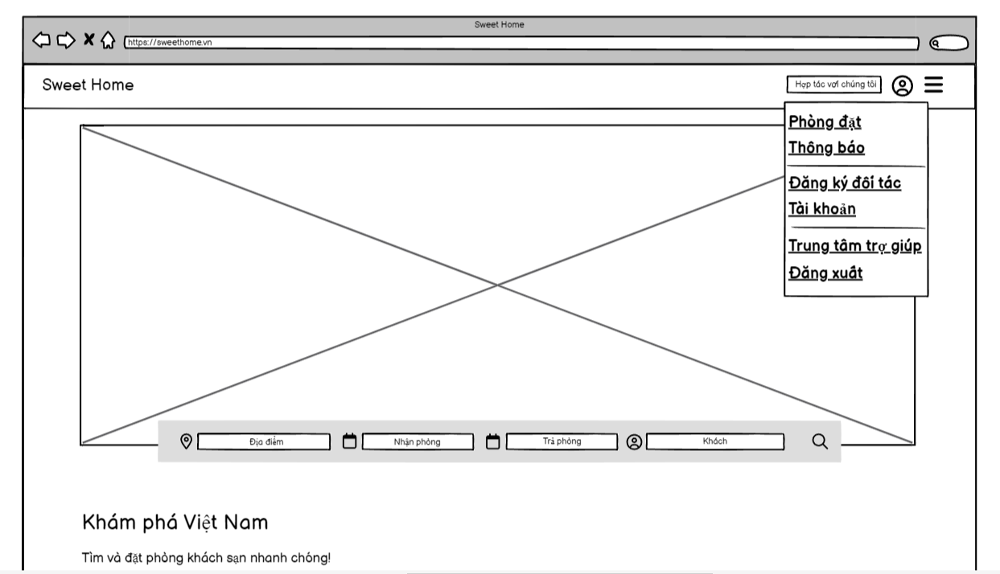 Sweet Home
https://sweethome.vn
Sweet Home
Hợp tác với chúng tôi
Phòng đặt
Thông báo
Đăng ký đối tác
Tài khoản
Trung tâm trợ giúp
Đăng xuất
Địa điểm
Nhận phòng
Trả phòng
Khách
Khám phá Việt Nam
Tìm và đặt phòng khách sạn nhanh chóng!